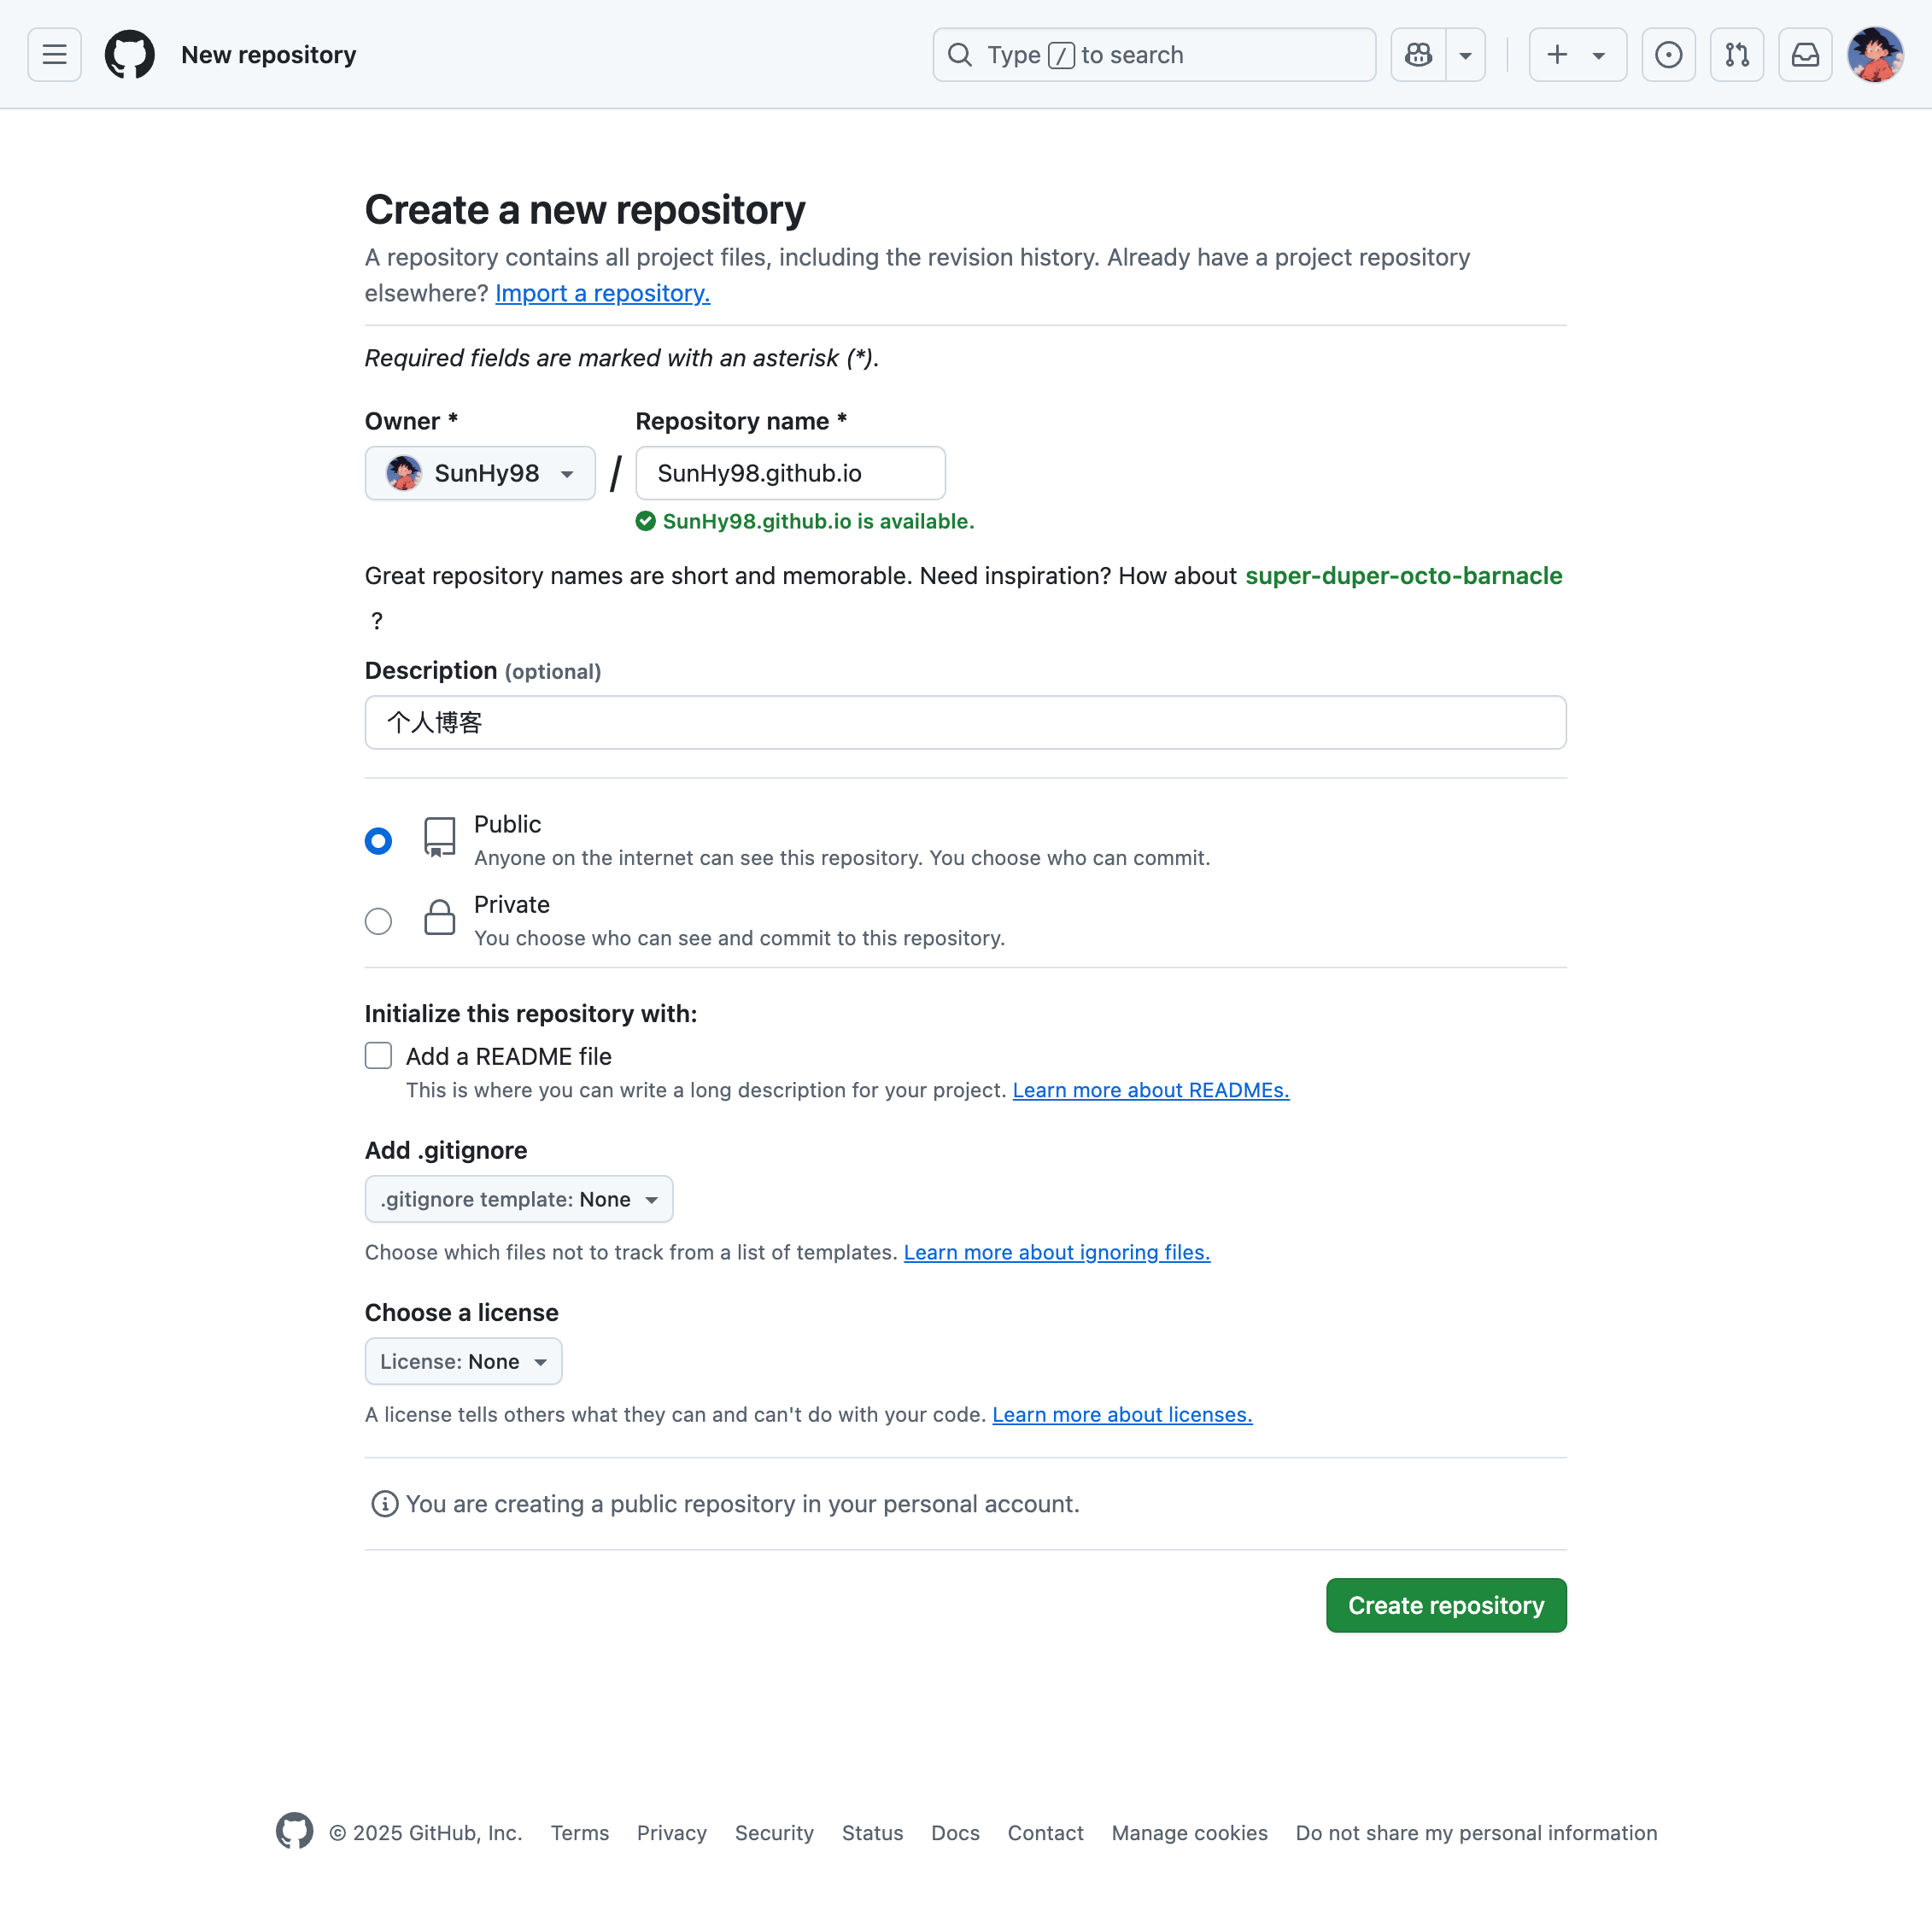 New repository
Type / to search
Create a new repository
A repository contains all project files, including the revision history. Already have a project repository
elsewhere? Import a repository.
Required fields are marked with an asterisk (*).
Owner * Repository name *
SunHy98 / SunHy98.github.io
SunHy98.github.io is available.
Great repository names are short and memorable. Need inspiration? How about super-duper-octo-barnacle
?
Description (optional)
个人博客
Public
Anyone on the internet can see this repository. You choose who can commit.
Private
You choose who can see and commit to this repository.
Initialize this repository with:
Add a README file
This is where you can write a long description for your project. Learn more about READMEs.
Add .gitignore
.gitignore template: None
Choose which files not to track from a list of templates. Learn more about ignoring files.
Choose a license
License: None
A license tells others what they can and can't do with your code. Learn more about licenses.
You are creating a public repository in your personal account.
Create repository
© 2025 GitHub, Inc. Terms Privacy Security Status Docs Contact Manage cookies Do not share my personal information